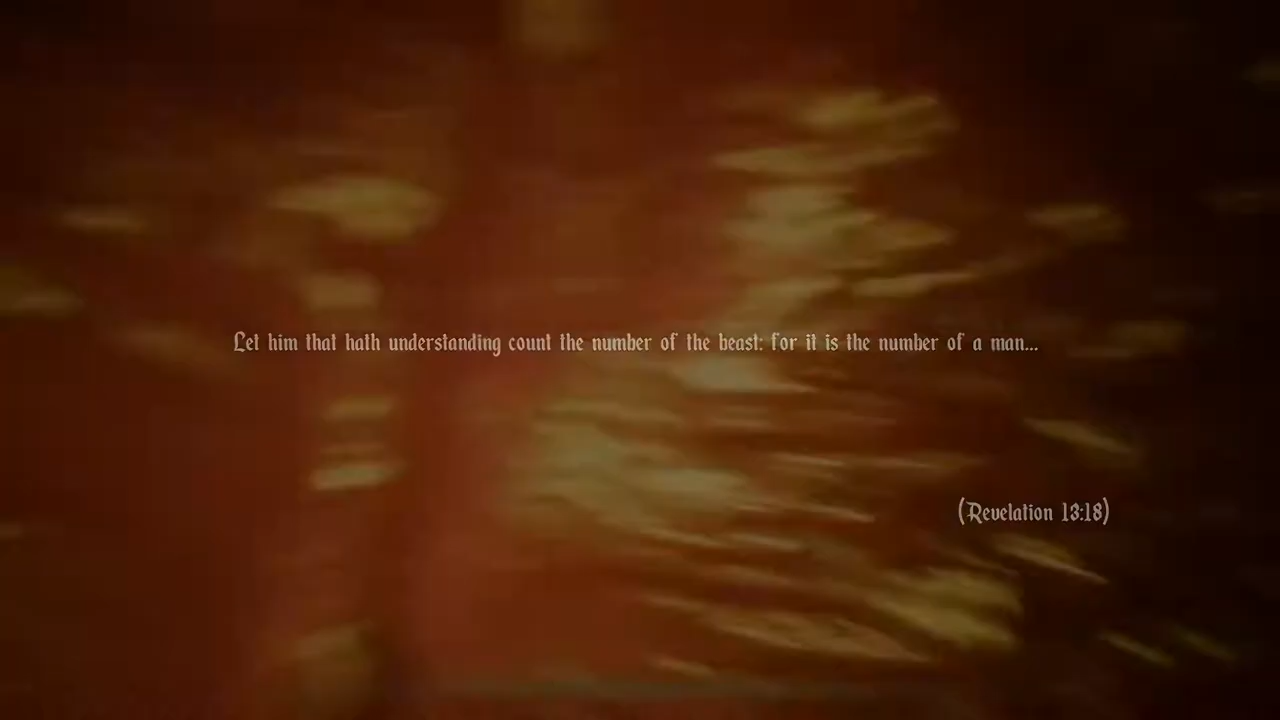 Let him that hath understanding count the number of the beast: for it is the number of a man...
(Revelation 13:18)